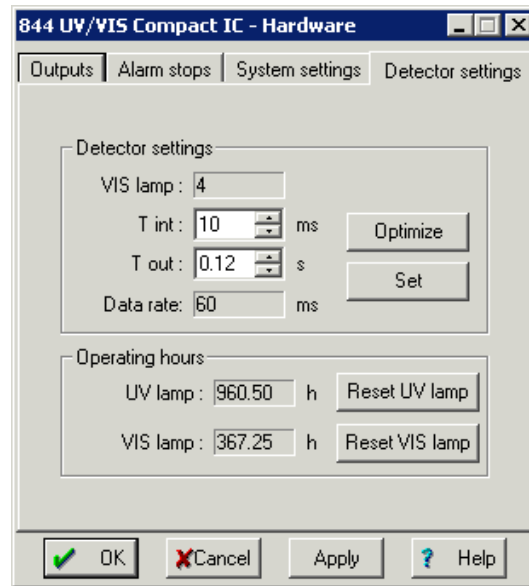 844 UV/VIS Compact IC - Hardware
Outputs Alarm stops System settings Detector settings
Detector settings
VIS lamp : 4
T int : 10 ms Optimize
T out : 0.12 s
Set
Data rate: 60 ms
Operating hours
UV lamp : 960.50 h Reset UV lamp
VIS lamp : 367.25 h Reset VIS lamp
OK Cancel Apply ? Help